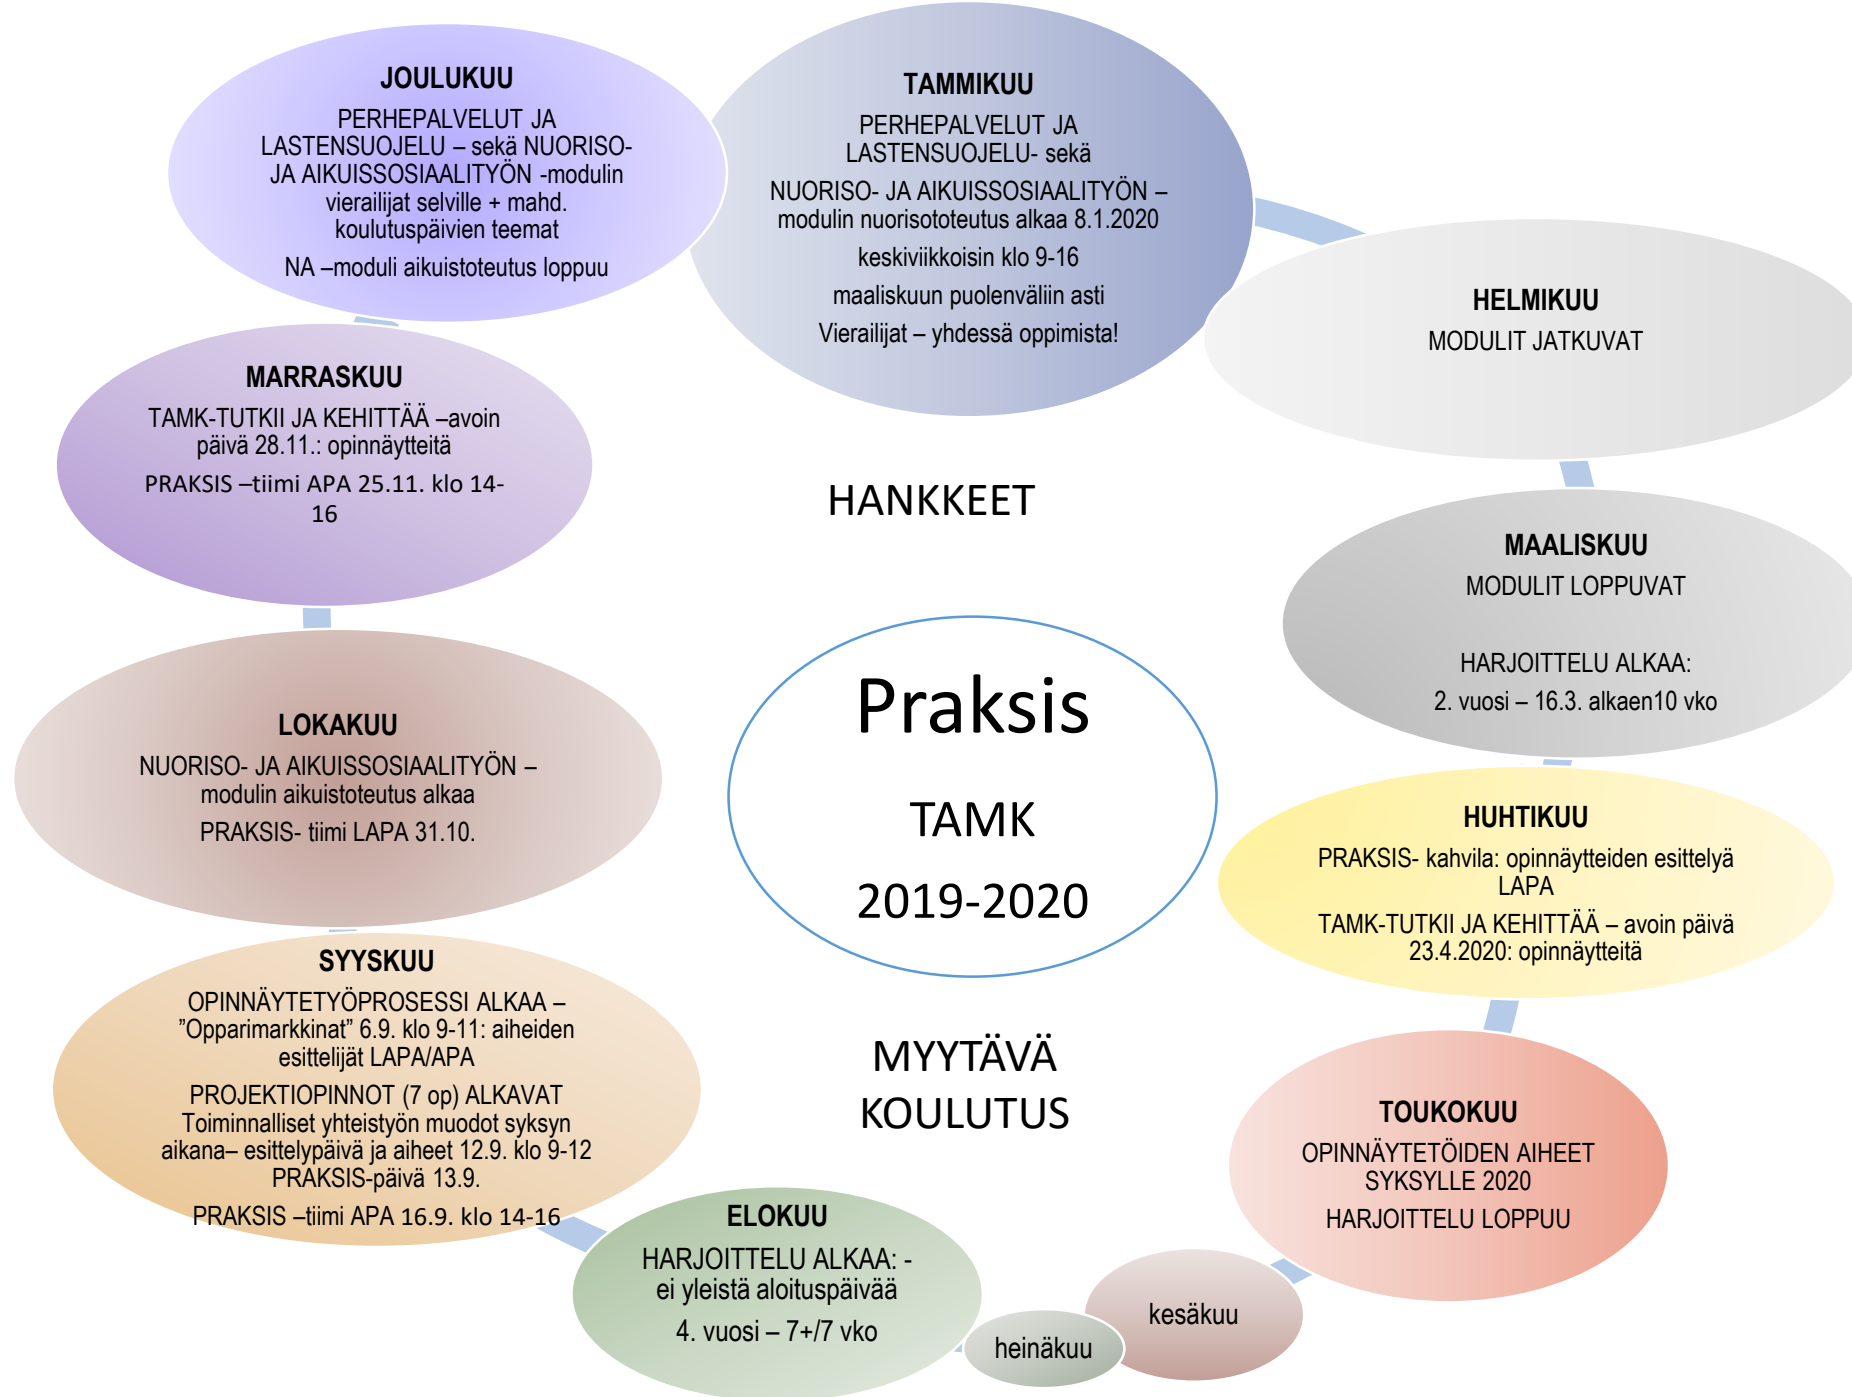 JOULUKUU
PERHEPALVELUT JA
LASTENSUOJELU – sekä NUORISO-
JA AIKUISSOSIAALITYÖN -modulin
vierailijat selville + mahd.
koulutuspäivien teemat
NA –moduli aikuistoteutus loppuu
TAMMIKUU
PERHEPALVELUT JA
LASTENSUOJELU- sekä
NUORISO- JA AIKUISSOSIAALITYÖN –
modulin nuorisototeutus alkaa 8.1.2020
keskiviikkoisin klo 9-16
maaliskuun puolenväliin asti
Vierailijat – yhdessä oppimista!
HELMIKUU
MODULIT JATKUVAT
MAALISKUU
MODULIT LOPPUVAT
HARJOITTELU ALKAA:
2. vuosi – 16.3. alkaen10 vko
HUHTIKUU
PRAKSIS- kahvila: opinnäytteiden esittelyä
LAPA
TAMK-TUTKII JA KEHITTÄÄ – avoin päivä
23.4.2020: opinnäytteitä
TOUKOKUU
OPINNÄYTETÖIDEN AIHEET
SYKSYLLE 2020
HARJOITTELU LOPPUU
kesäkuu
heinäkuu
ELOKUU
HARJOITTELU ALKAA: -
ei yleistä aloituspäivää
4. vuosi – 7+/7 vko
SYYSKUU
OPINNÄYTETYÖPROSESSI ALKAA –
”Opparimarkkinat” 6.9. klo 9-11: aiheiden
esittelijät LAPA/APA
PROJEKTIOPINNOT (7 op) ALKAVAT
Toiminnalliset yhteistyön muodot syksyn
aikana– esittelypäivä ja aiheet 12.9. klo 9-12
PRAKSIS-päivä 13.9.
PRAKSIS –tiimi APA 16.9. klo 14-16
LOKAKUU
NUORISO- JA AIKUISSOSIAALITYÖN –
modulin aikuistoteutus alkaa
PRAKSIS- tiimi LAPA 31.10.
MARRASKUU
TAMK-TUTKII JA KEHITTÄÄ –avoin
päivä 28.11.: opinnäytteitä
PRAKSIS –tiimi APA 25.11. klo 14-
16
HANKKEET
Praksis
TAMK
2019-2020
MYYTÄVÄ
KOULUTUS